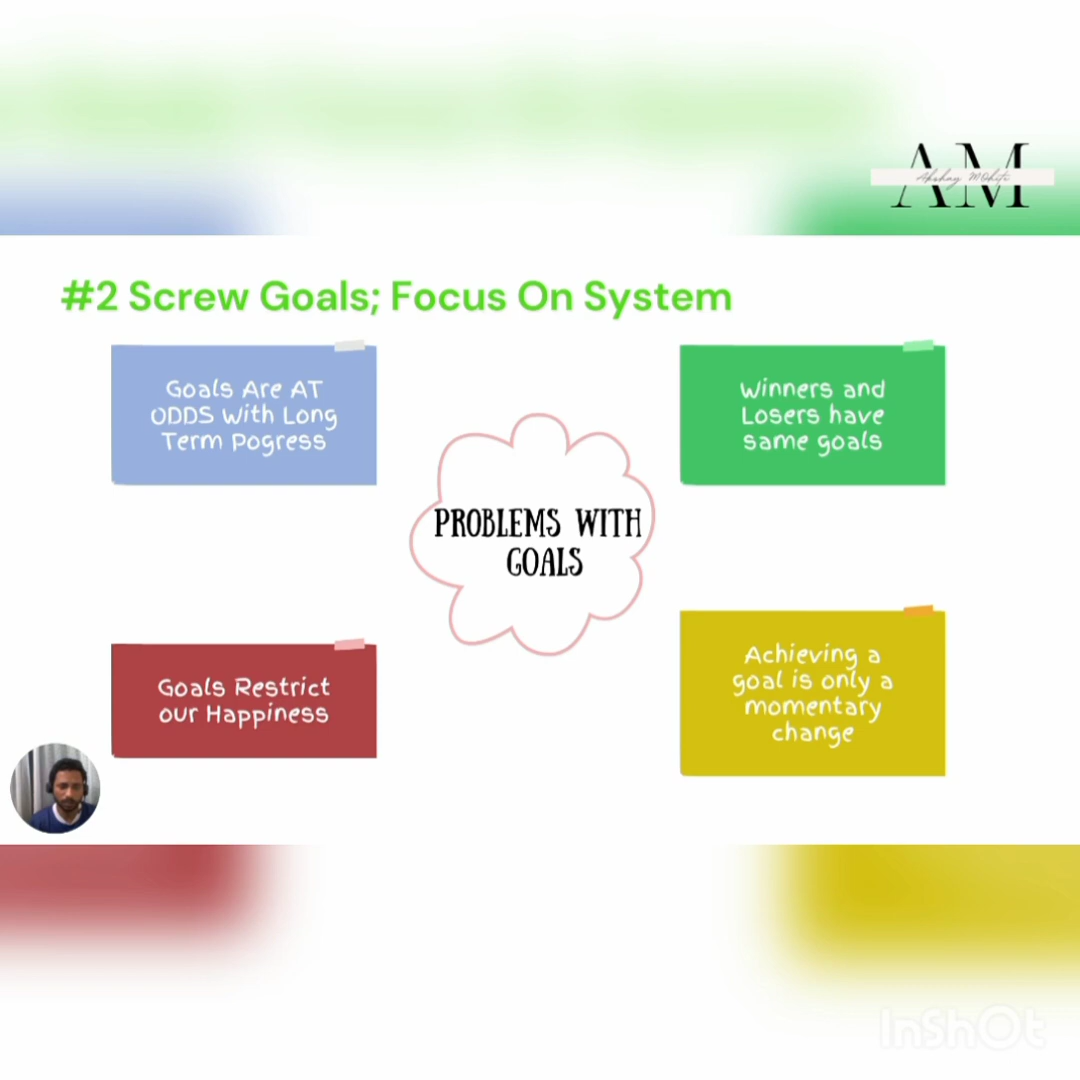 AM
Akshay MOhite
#2 Screw Goals; Focus On System
Goals Are AT
ODDS With Long
Term Pogress
Winners and
Losers have
same goals
PROBLEMS WITH
GOALS
Goals Restrict
our Happiness
Achieving a
goal is only a
momentary
change
InShOt